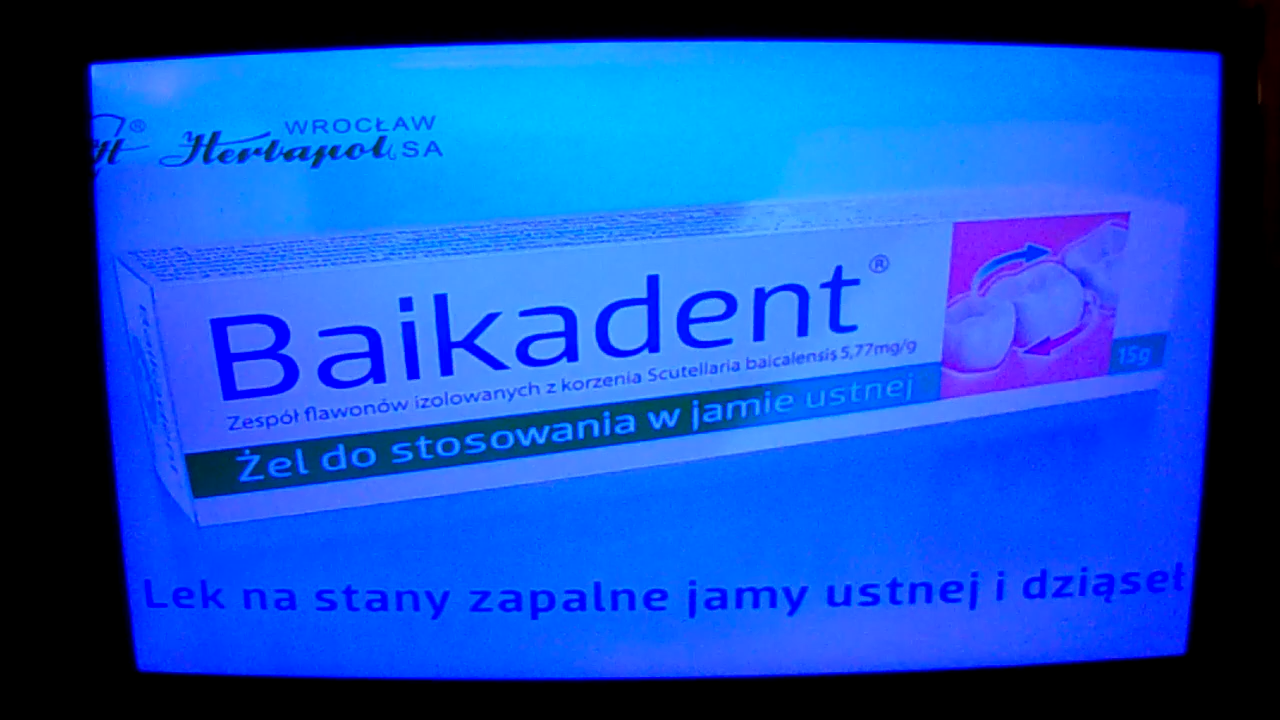 WROCŁAW
Herbapol SA
Baikadent®
Zespół flawonów izolowanych z korzenia Scutellaria baicalensis 5,77mg/g
Żel do stosowania w jamie ustnej
15g
Lek na stany zapalne jamy ustnej i dziąseł